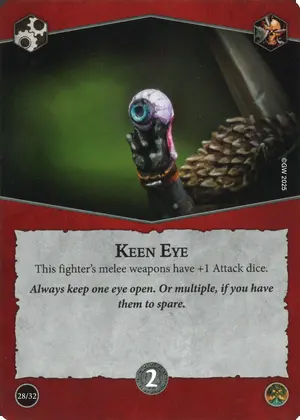 ©GW 2025
KEEN EYE
This fighter's melee weapons have +1 Attack dice.
Always keep one eye open. Or multiple, if you have
them to spare.
2
28/32